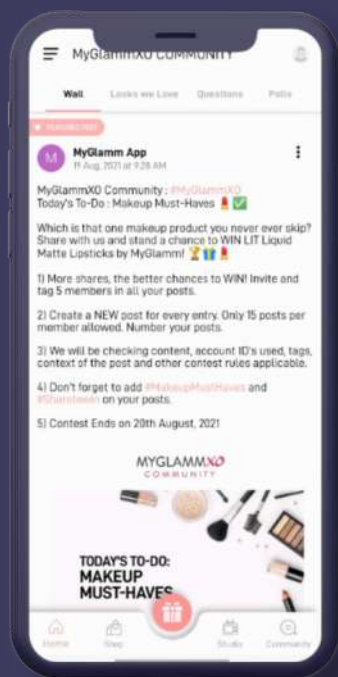 MyGlammXO COMMUNITY
Wall Looks we Love Questions Polls
FEATURED POST
M
MyGlamm App
19 Aug, 2021 at 9:28 AM
MyGlammXO Community : #MyGlammXO
Today's To-Do : Makeup Must-Haves 💄✅
Which is that one makeup product you never ever skip?
Share with us and stand a chance to WIN LIT Liquid
Matte Lipsticks by MyGlamm! 🏆🎁💄
1) More shares, the better chances to WIN! Invite and
tag 5 members in all your posts.
2) Create a NEW post for every entry. Only 15 posts per
member allowed. Number your posts.
3) We will be checking content, account ID's used, tags,
context of the post and other contest rules applicable.
4) Don't forget to add #MakeupMustHaves and
on your posts.
5) Contest Ends on 20th August, 2021
MYGLAMMXO
COMMUNITY
TODAY'S TO-DO:
MAKEUP
MUST-HAVES
Home Shop Studio Community